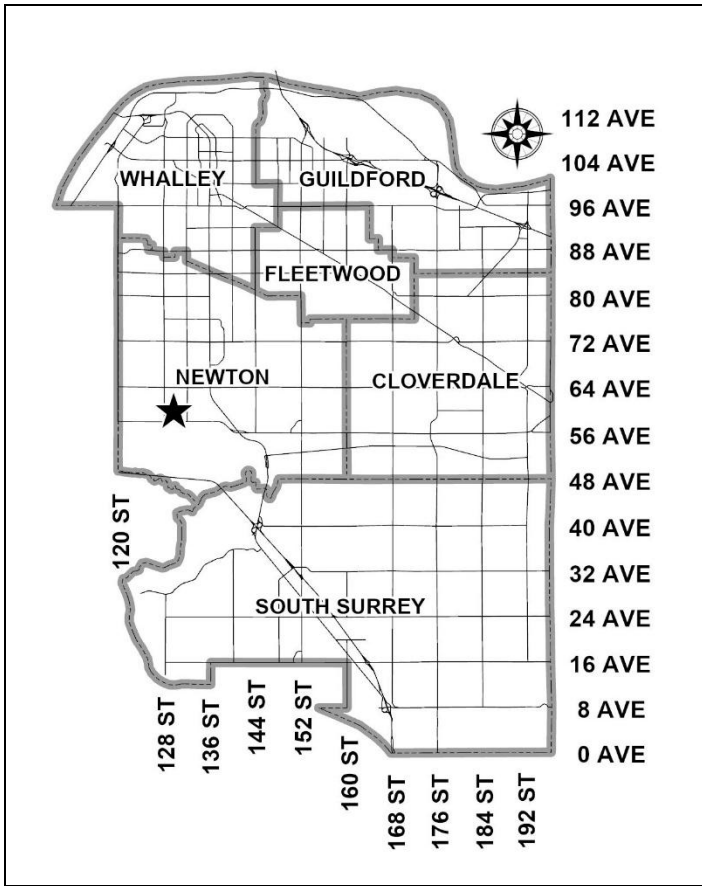 112 AVE
104 AVE
WHALLEY
GUILDFORD
96 AVE
88 AVE
FLEETWOOD
80 AVE
72 AVE
NEWTON
CLOVERDALE
64 AVE
56 AVE
48 AVE
120 ST
40 AVE
32 AVE
SOUTH SURREY
24 AVE
16 AVE
128 ST
136 ST
144 ST
152 ST
8 AVE
160 ST
0 AVE
168 ST
176 ST
184 ST
192 ST